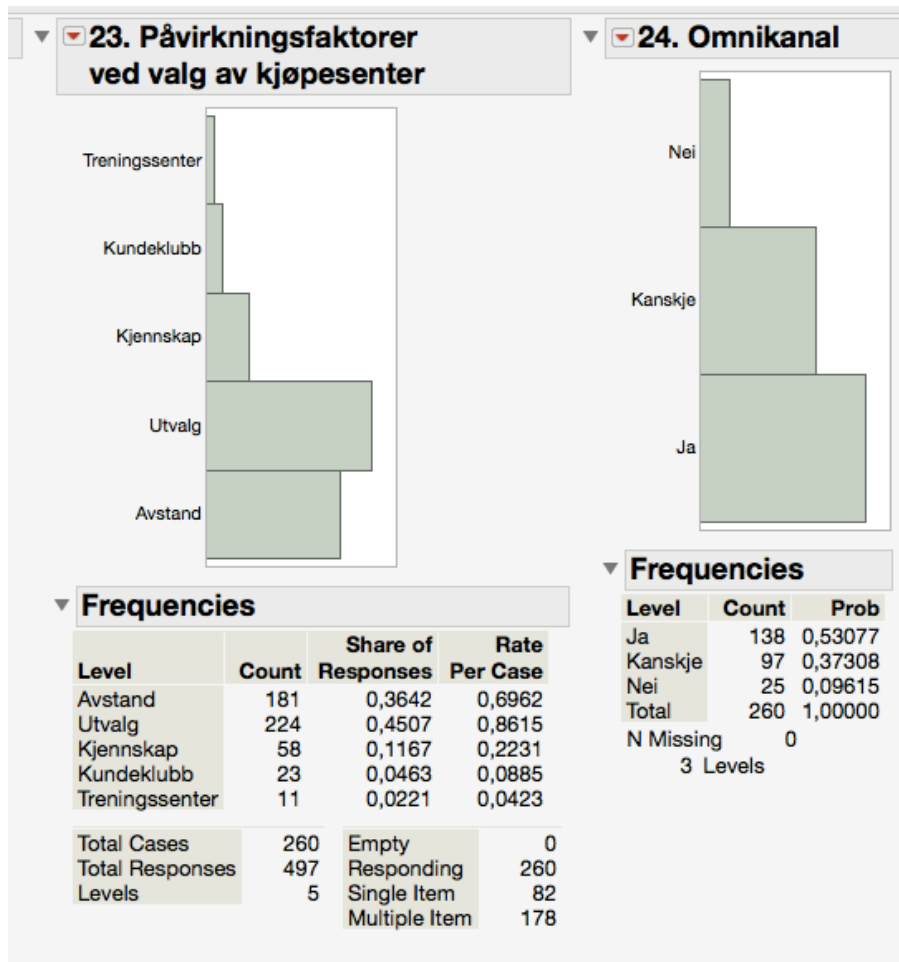 23. Påvirkningsfaktorer
ved valg av kjøpesenter
Treningssenter
Kundeklubb
Kjennskap
Utvalg
Avstand
Frequencies
Share of Rate
Level Count Responses Per Case
Avstand 181 0,3642 0,6962
Utvalg 224 0,4507 0,8615
Kjennskap 58 0,1167 0,2231
Kundeklubb 23 0,0463 0,0885
Treningssenter 11 0,0221 0,0423
Total Cases 260
Total Responses 497
Levels 5
Empty 0
Responding 260
Single Item 82
Multiple Item 178
24. Omnikanal
Nei
Kanskje
Ja
Frequencies
Level Count Prob
Ja 138 0,53077
Kanskje 97 0,37308
Nei 25 0,09615
Total 260 1,00000
N Missing 0
3 Levels